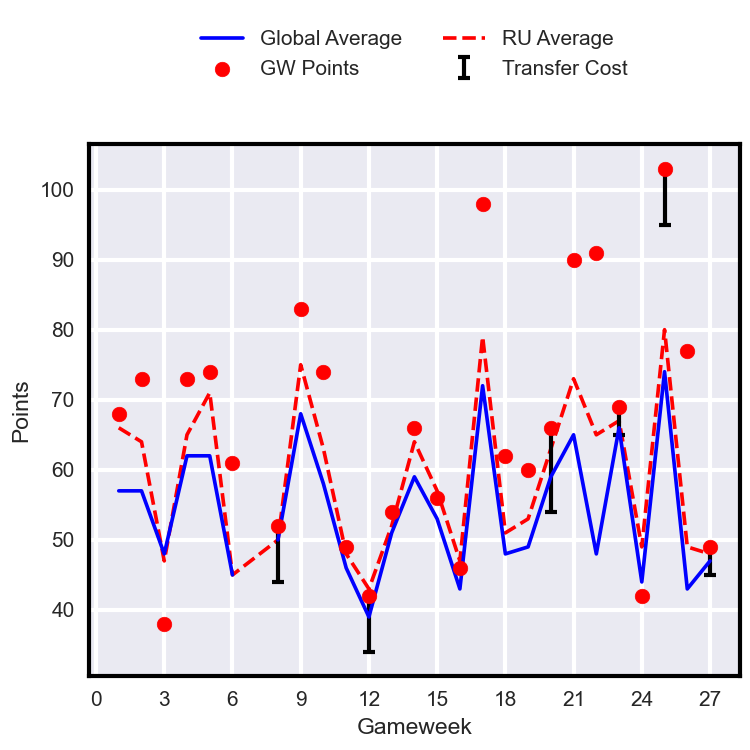 Global Average
RU Average
GW Points
Transfer Cost
100
90
80
70
60
50
40
Points
0 3 6 9 12 15 18 21 24 27
Gameweek